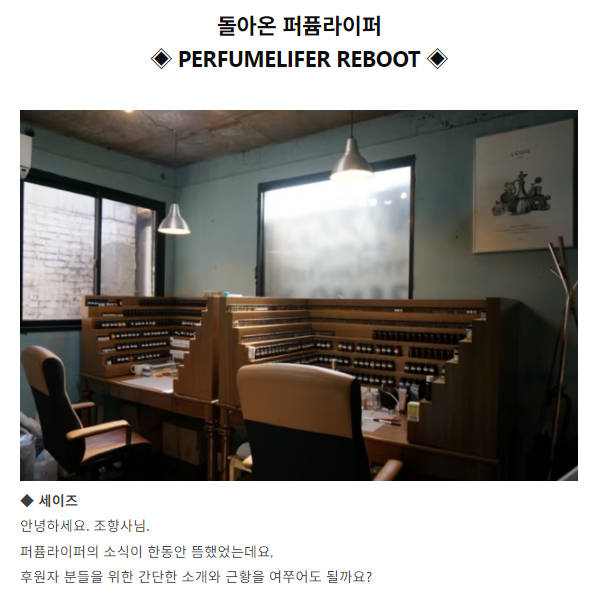 돌아온 퍼퓸라이퍼
◈ PERFUMELIFER REBOOT ◈
LOUIS
◆ 세이즈
안녕하세요. 조향사님.
퍼퓸라이퍼의 소식이 한동안 뜸했었는데요,
후원자 분들을 위한 간단한 소개와 근황을 여쭈어도 될까요?